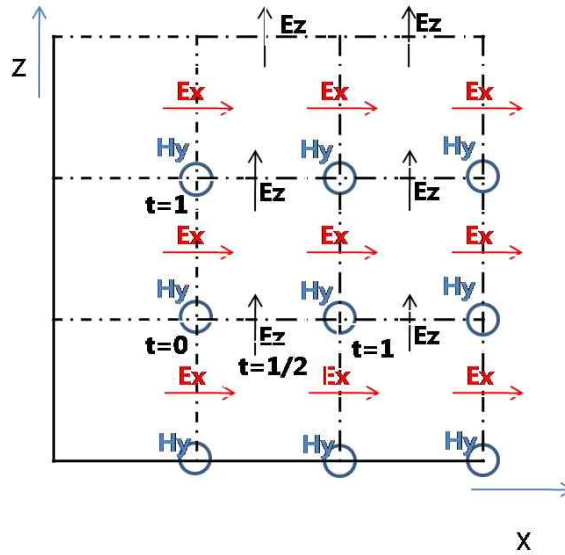 Ez Ez
Z
Ex Ex Ex
Hy Hy Hy
t=1 Ez Ez
Ex Ex Ex
Hy Hy Hy
t=0 Ez t=1 Ez
t=1/2
Ex Ex Ex
Hy Hy Hy
X